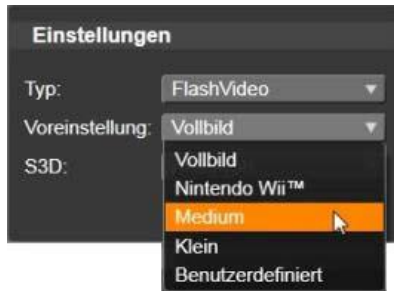 Einstellungen
Typ: FlashVideo
Voreinstellung: Vollbild
S3D: Vollbild
Nintendo Wii™
Medium
Klein
Benutzerdefiniert